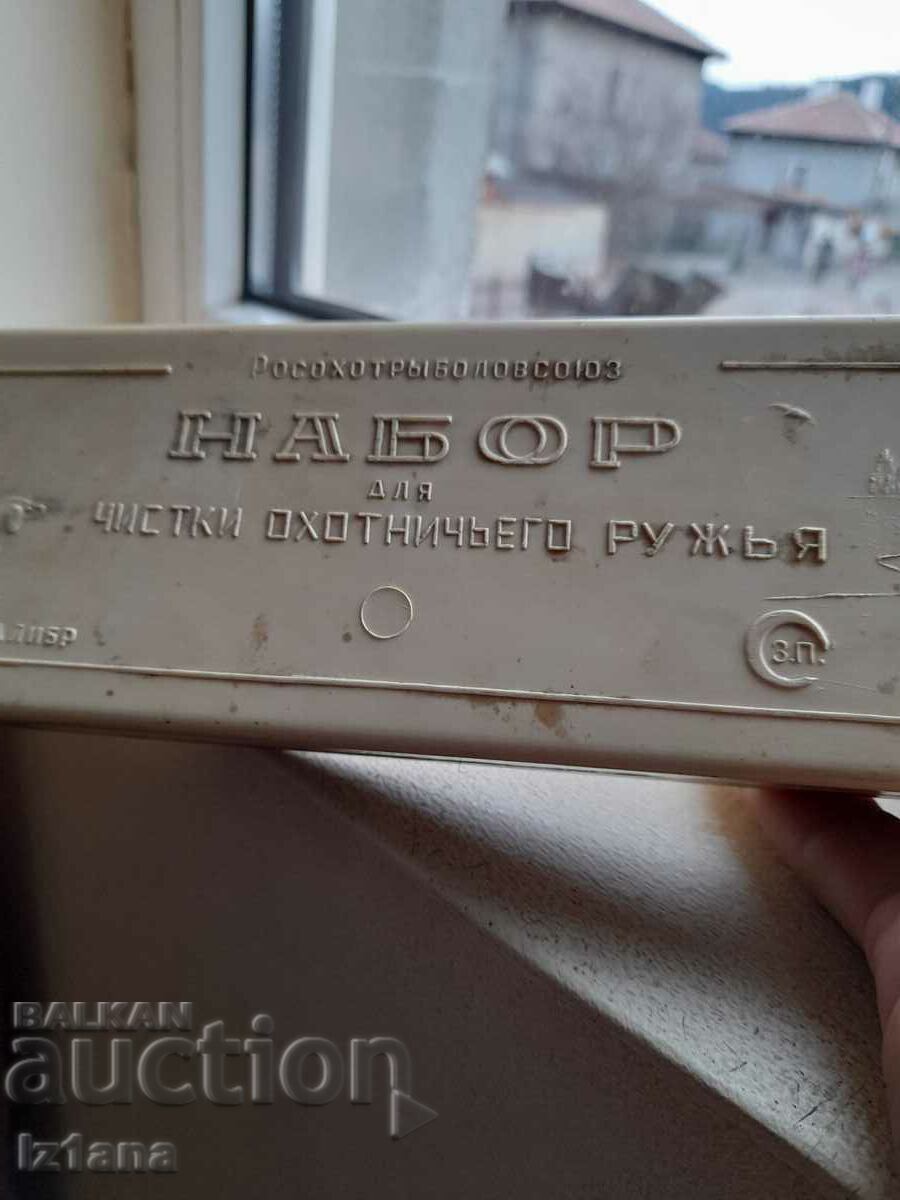 Росохотрыболовсоюз
НАБОР
для
ЧИСТКИ ОХОТНИЧЬЕГО РУЖЬЯ
З.П.
BALKAN
auction
Iz1ana